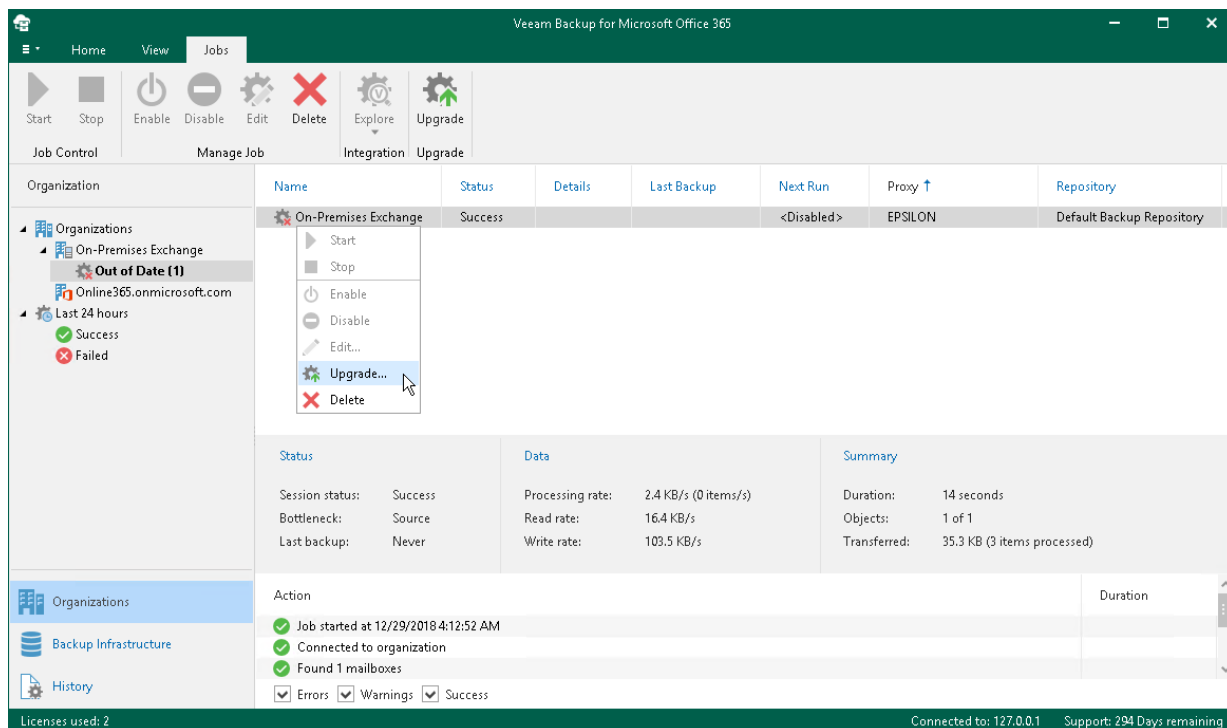 Veeam Backup for Microsoft Office 365
Home View Jobs
Start Stop Enable Disable Edit Delete Explore Upgrade
Job Control Manage Job Integration Upgrade
Organization
Organizations
On-Premises Exchange
Out of Date (1)
Online365.onmicrosoft.com
Last 24 hours
Success
Failed
Name Status Details Last Backup Next Run Proxy Repository
On-Premises Exchange Success <Disabled> EPSILON Default Backup Repository
Start
Stop
Enable
Disable
Edit...
Upgrade...
Delete
Status
Session status: Success
Bottleneck: Source
Last backup: Never
Data
Processing rate: 2.4 KB/s (0 items/s)
Read rate: 16.4 KB/s
Write rate: 103.5 KB/s
Summary
Duration: 14 seconds
Objects: 1 of 1
Transferred: 35.3 KB (3 items processed)
Organizations
Backup Infrastructure
History
Action Duration
Job started at 12/29/2018 4:12:52 AM
Connected to organization
Found 1 mailboxes
Errors Warnings Success
Licenses used: 2 Connected to: 127.0.0.1 Support: 294 Days remaining